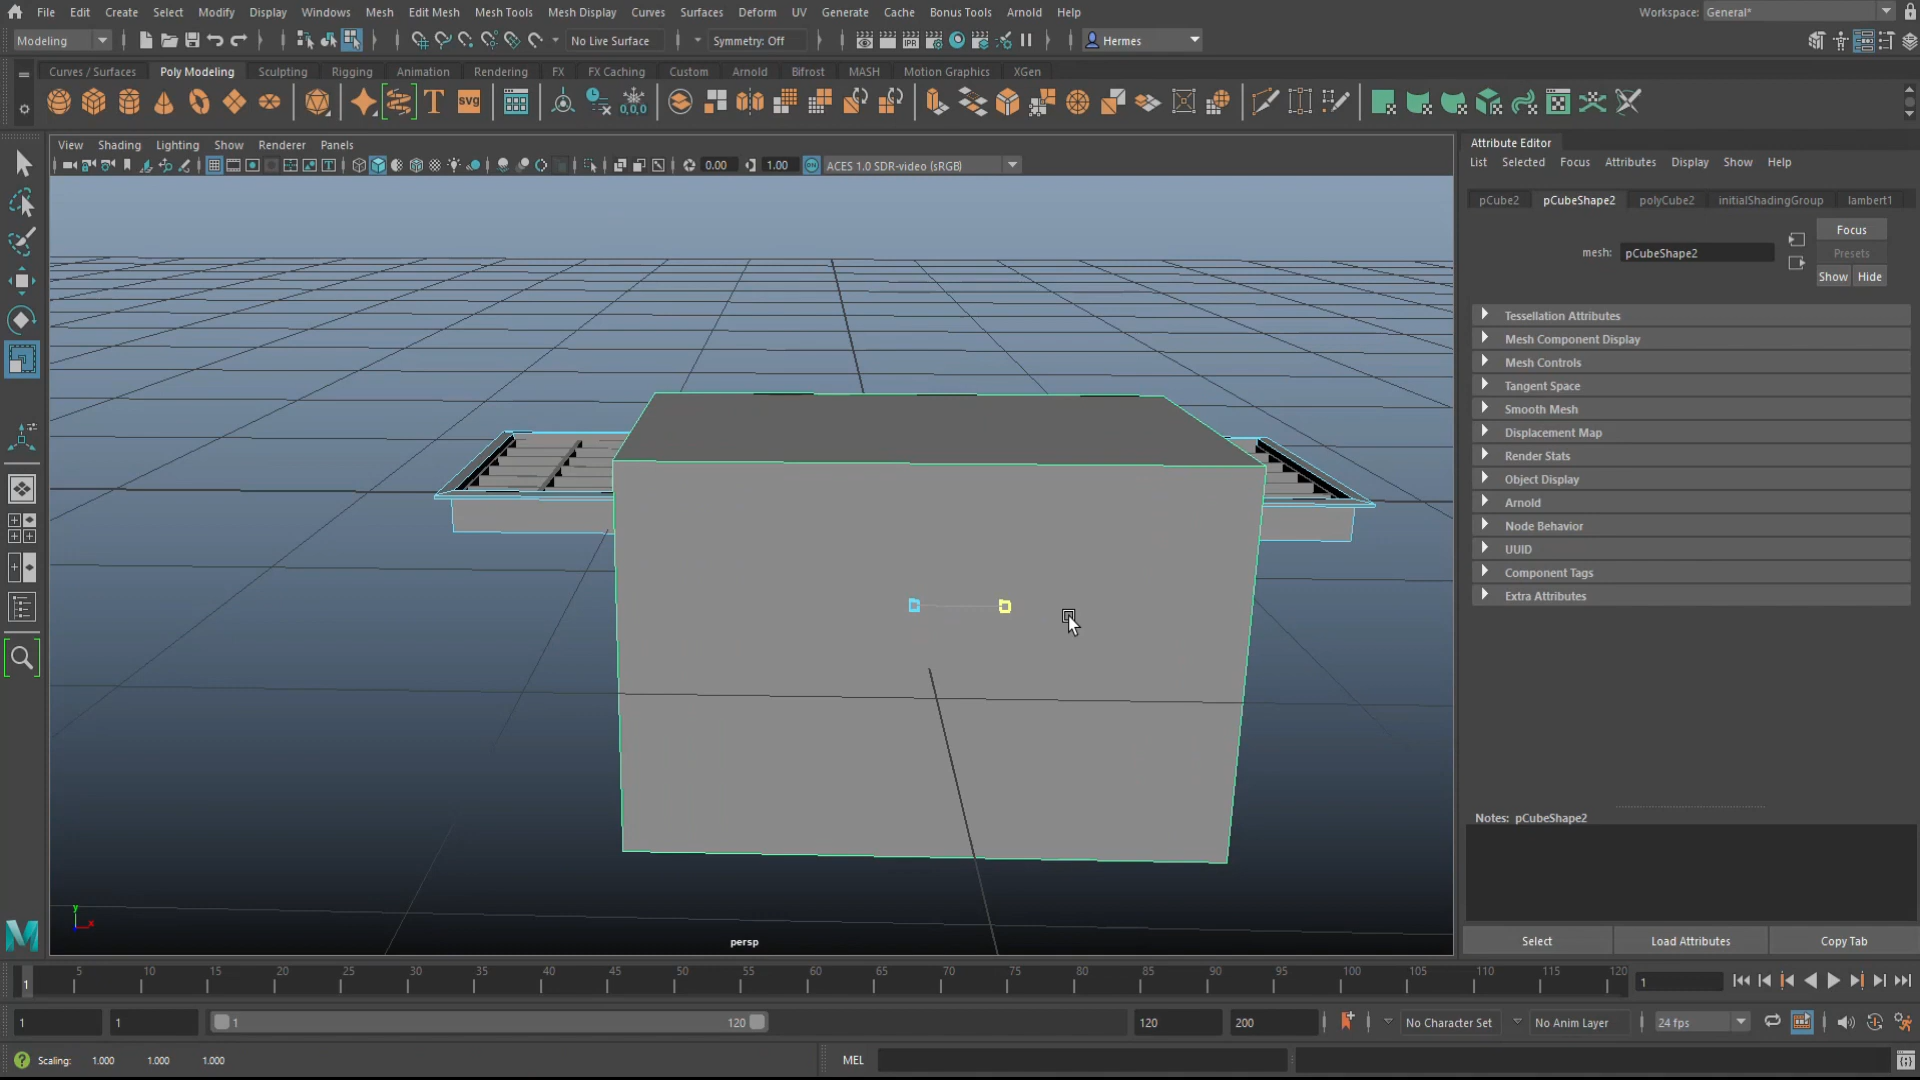 File Edit Create Select Modify Display Windows Mesh Edit Mesh Mesh Tools Mesh Display Curves Surfaces Deform UV Generate Cache Bonus Tools Arnold Help Workspace: General*
Modeling No Live Surface Symmetry: Off Hermes
Curves / Surfaces Poly Modeling Sculpting Rigging Animation Rendering FX FX Caching Custom Arnold Bifrost MASH Motion Graphics XGen
T SVG 0,0,0
View Shading Lighting Show Renderer Panels
0.00 1.00 ON ACES 1.0 SDR-video (sRGB)
Attribute Editor
List Selected Focus Attributes Display Show Help
pCube2 pCubeShape2 polyCube2 initialShadingGroup lambert1
Focus
mesh: pCubeShape2
Presets
Show Hide
Tessellation Attributes
Mesh Component Display
Mesh Controls
Tangent Space
Smooth Mesh
Displacement Map
Render Stats
Object Display
Arnold
Node Behavior
UUID
Component Tags
Extra Attributes
Notes: pCubeShape2
Select Load Attributes Copy Tab
y x
persp
M
1 5 10 15 20 25 30 35 40 45 50 55 60 65 70 75 80 85 90 95 100 105 110 115 120 1
1 1 1 120 120 200 No Character Set No Anim Layer 24 fps
Scaling: 1.000 1.000 1.000 MEL